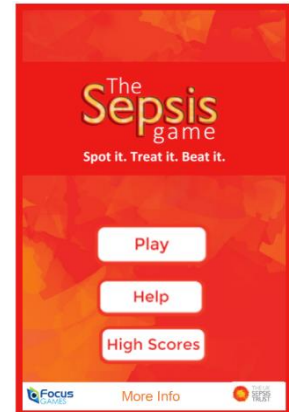 The
Sepsis
game
Spot it. Treat it. Beat it.
Play
Help
High Scores
Focus
GAMES
More Info
THE UK
SEPSIS
TRUST